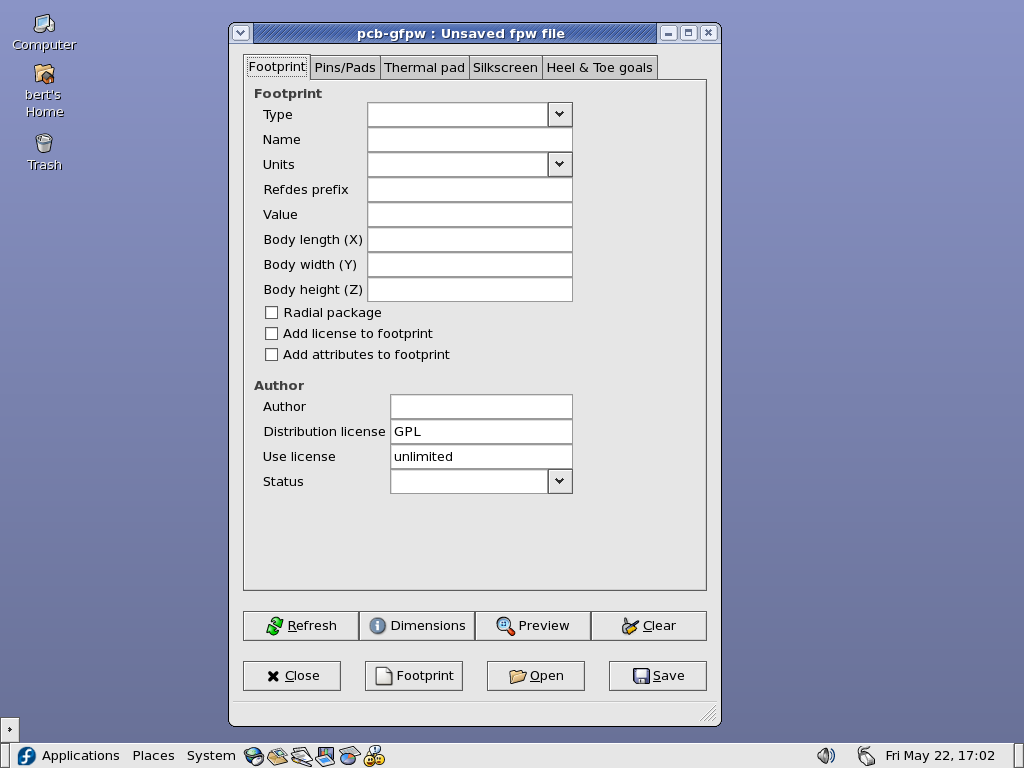 Computer
bert's
Home
Trash
pcb-gfpw : Unsaved fpw file
Footprint Pins/Pads Thermal pad Silkscreen Heel & Toe goals
Footprint
Type
Name
Units
Refdes prefix
Value
Body length (X)
Body width (Y)
Body height (Z)
Radial package
Add license to footprint
Add attributes to footprint
Author
Author
Distribution license GPL
Use license unlimited
Status
Refresh Dimensions Preview Clear
Close Footprint Open Save
Applications Places System Fri May 22, 17:02